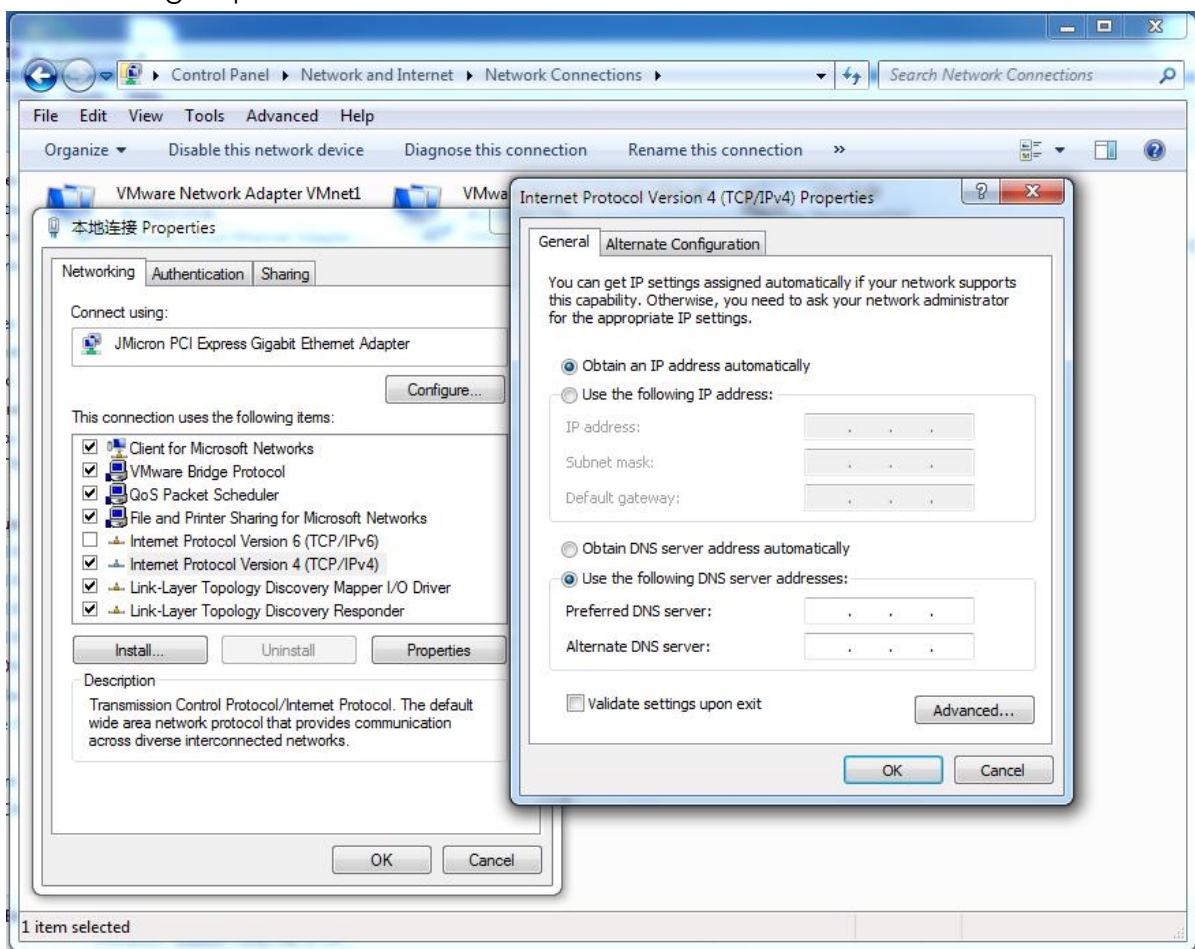 Control Panel ▸ Network and Internet ▸ Network Connections ▸
Search Network Connections
File Edit View Tools Advanced Help
Organize Disable this network device Diagnose this connection Rename this connection »
VMware Network Adapter VMnet1
本地连接 Properties
Networking Authentication Sharing
Connect using:
JMicron PCI Express Gigabit Ethernet Adapter
Configure...
This connection uses the following items:
Client for Microsoft Networks
VMware Bridge Protocol
QoS Packet Scheduler
File and Printer Sharing for Microsoft Networks
Internet Protocol Version 6 (TCP/IPv6)
Internet Protocol Version 4 (TCP/IPv4)
Link-Layer Topology Discovery Mapper I/O Driver
Link-Layer Topology Discovery Responder
Install... Uninstall Properties
Description
Transmission Control Protocol/Internet Protocol. The default
wide area network protocol that provides communication
across diverse interconnected networks.
OK Cancel
Internet Protocol Version 4 (TCP/IPv4) Properties
General Alternate Configuration
You can get IP settings assigned automatically if your network supports
this capability. Otherwise, you need to ask your network administrator
for the appropriate IP settings.
Obtain an IP address automatically
Use the following IP address:
IP address:
Subnet mask:
Default gateway:
Obtain DNS server address automatically
Use the following DNS server addresses:
Preferred DNS server:
Alternate DNS server:
Validate settings upon exit
Advanced...
OK Cancel
1 item selected